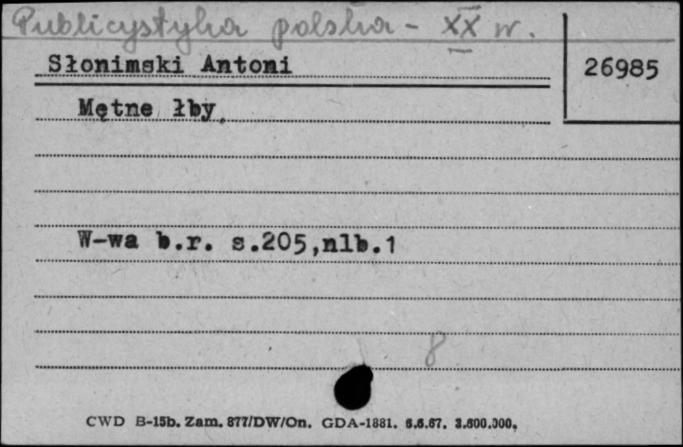 Publicystyka polska - XX w.
Słonimski Antoni
26985
Mętne łby.
W-wa b.r. s.205,nlb.1
8
CWD B-15b. Zam. 877/DW/On. GDA-1881. 6.6.67. 3.600.000.